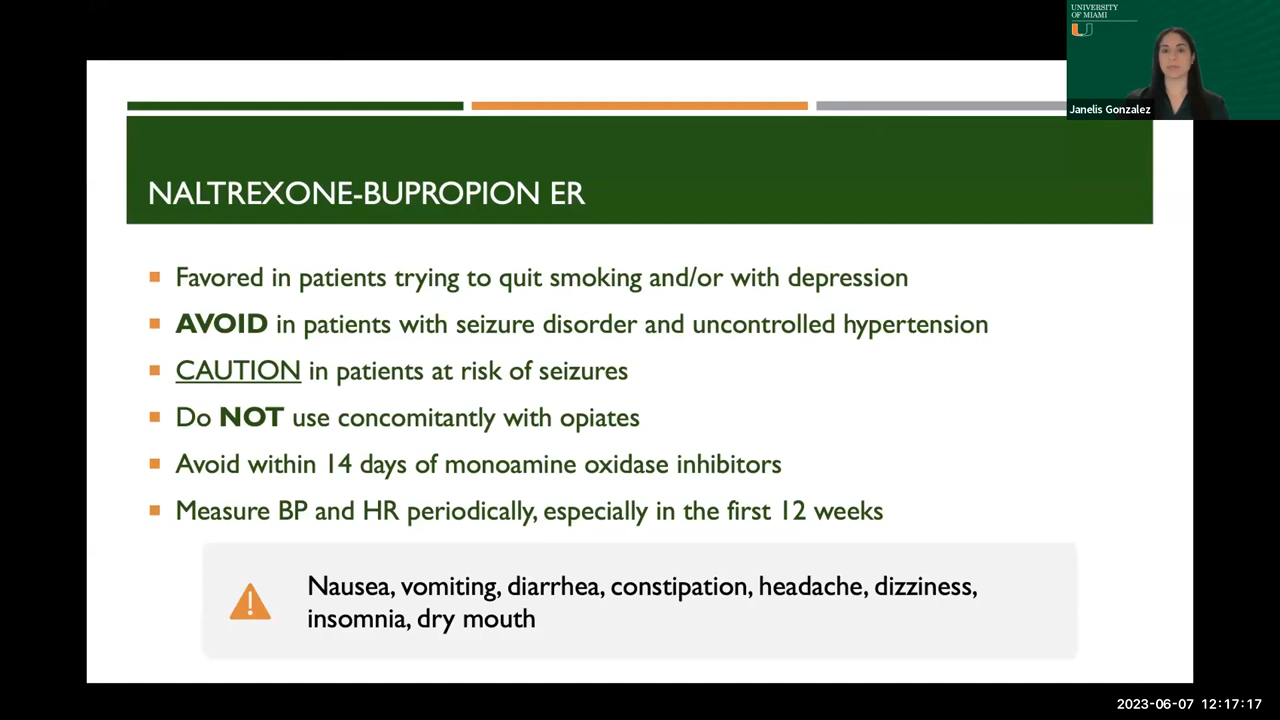 UNIVERSITY
OF MIAMI
Janelis Gonzalez
NALTREXONE-BUPROPION ER
Favored in patients trying to quit smoking and/or with depression
AVOID in patients with seizure disorder and uncontrolled hypertension
CAUTION in patients at risk of seizures
Do NOT use concomitantly with opiates
Avoid within 14 days of monoamine oxidase inhibitors
Measure BP and HR periodically, especially in the first 12 weeks
Nausea, vomiting, diarrhea, constipation, headache, dizziness,
insomnia, dry mouth
2023-06-07 12:17:17